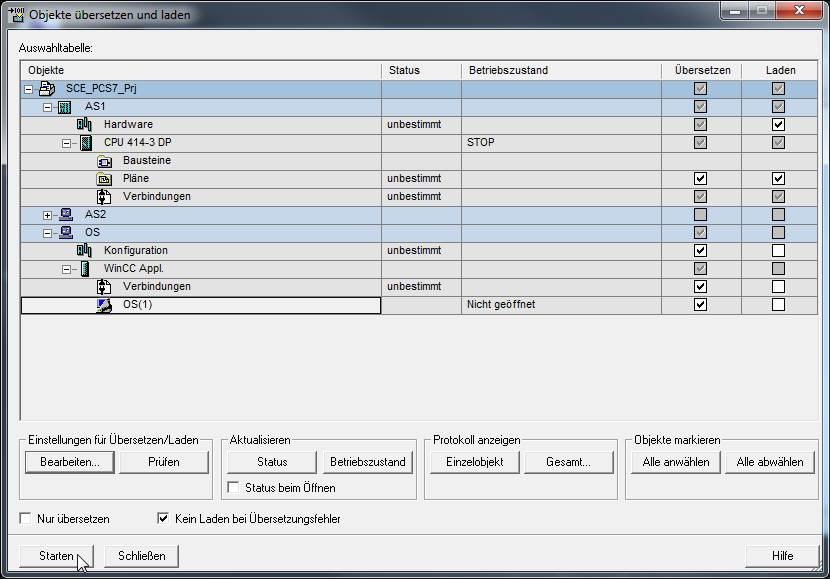 Objekte übersetzen und laden
Auswahltabelle:
Objekte Status Betriebszustand Übersetzen Laden
SCE_PCS7_Prj
AS1
Hardware unbestimmt
CPU 414-3 DP STOP
Bausteine
Pläne unbestimmt
Verbindungen unbestimmt
AS2
OS
Konfiguration unbestimmt
WinCC Appl.
Verbindungen unbestimmt
OS(1) Nicht geöffnet
Einstellungen für Übersetzen/Laden Aktualisieren Protokoll anzeigen Objekte markieren
Bearbeiten... Prüfen Status Betriebszustand Einzelobjekt Gesamt... Alle anwählen Alle abwählen
Status beim Öffnen
Nur übersetzen Kein Laden bei Übersetzungsfehler
Starten Schließen Hilfe